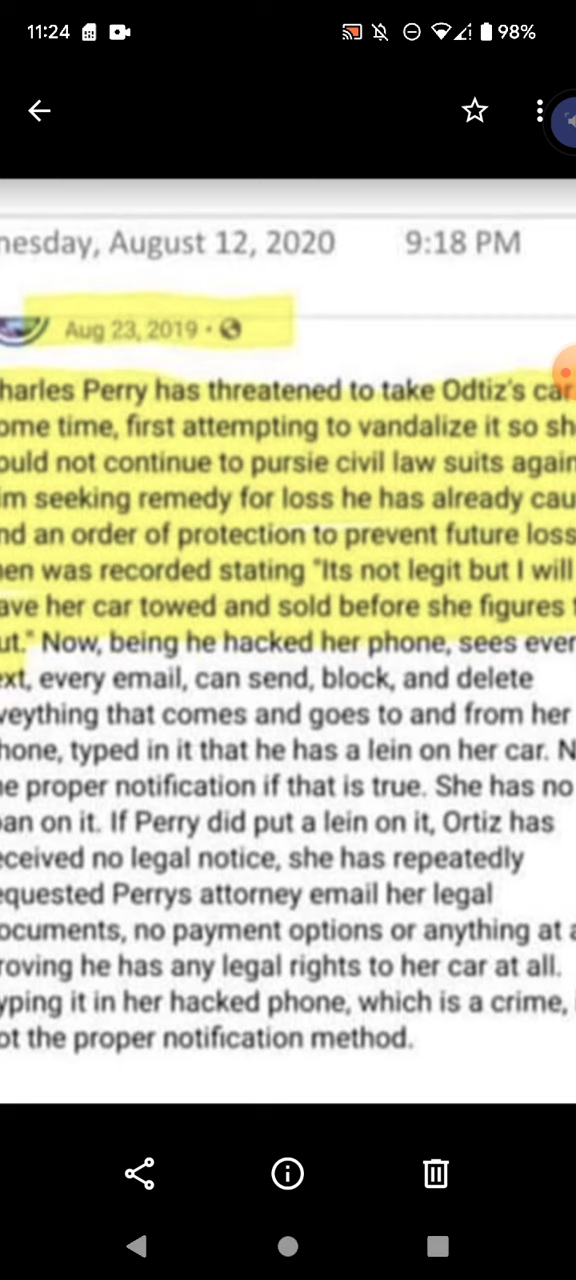 11:24 98%
nesday, August 12, 2020 9:18 PM
Aug 23, 2019 ·
harles Perry has threatened to take Odtiz's car
ome time, first attempting to vandalize it so sh
ould not continue to pursie civil law suits again
im seeking remedy for loss he has already cau
nd an order of protection to prevent future loss
en was recorded stating "Its not legit but I will
ave her car towed and sold before she figures t
ut." Now, being he hacked her phone, sees ever
ext, every email, can send, block, and delete
veything that comes and goes to and from her
hone, typed in it that he has a lein on her car. N
he proper notification if that is true. She has no
oan on it. If Perry did put a lein on it, Ortiz has
eceived no legal notice, she has repeatedly
equested Perrys attorney email her legal
ocuments, no payment options or anything at a
roving he has any legal rights to her car at all.
yping it in her hacked phone, which is a crime,
ot the proper notification method.